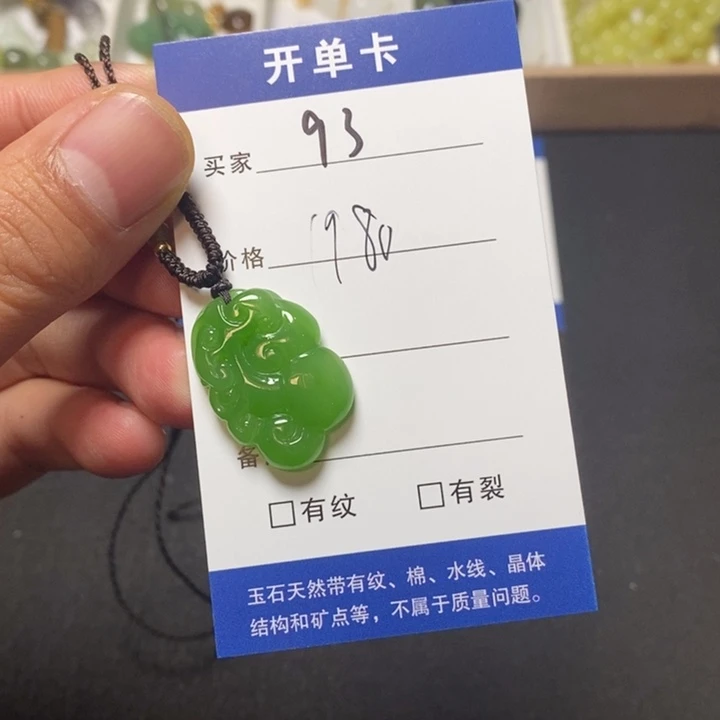 开单卡
买家 93
价格 1980
备
□有纹 □有裂
玉石天然带有纹、棉、水线、晶体
结构和矿点等，不属于质量问题。